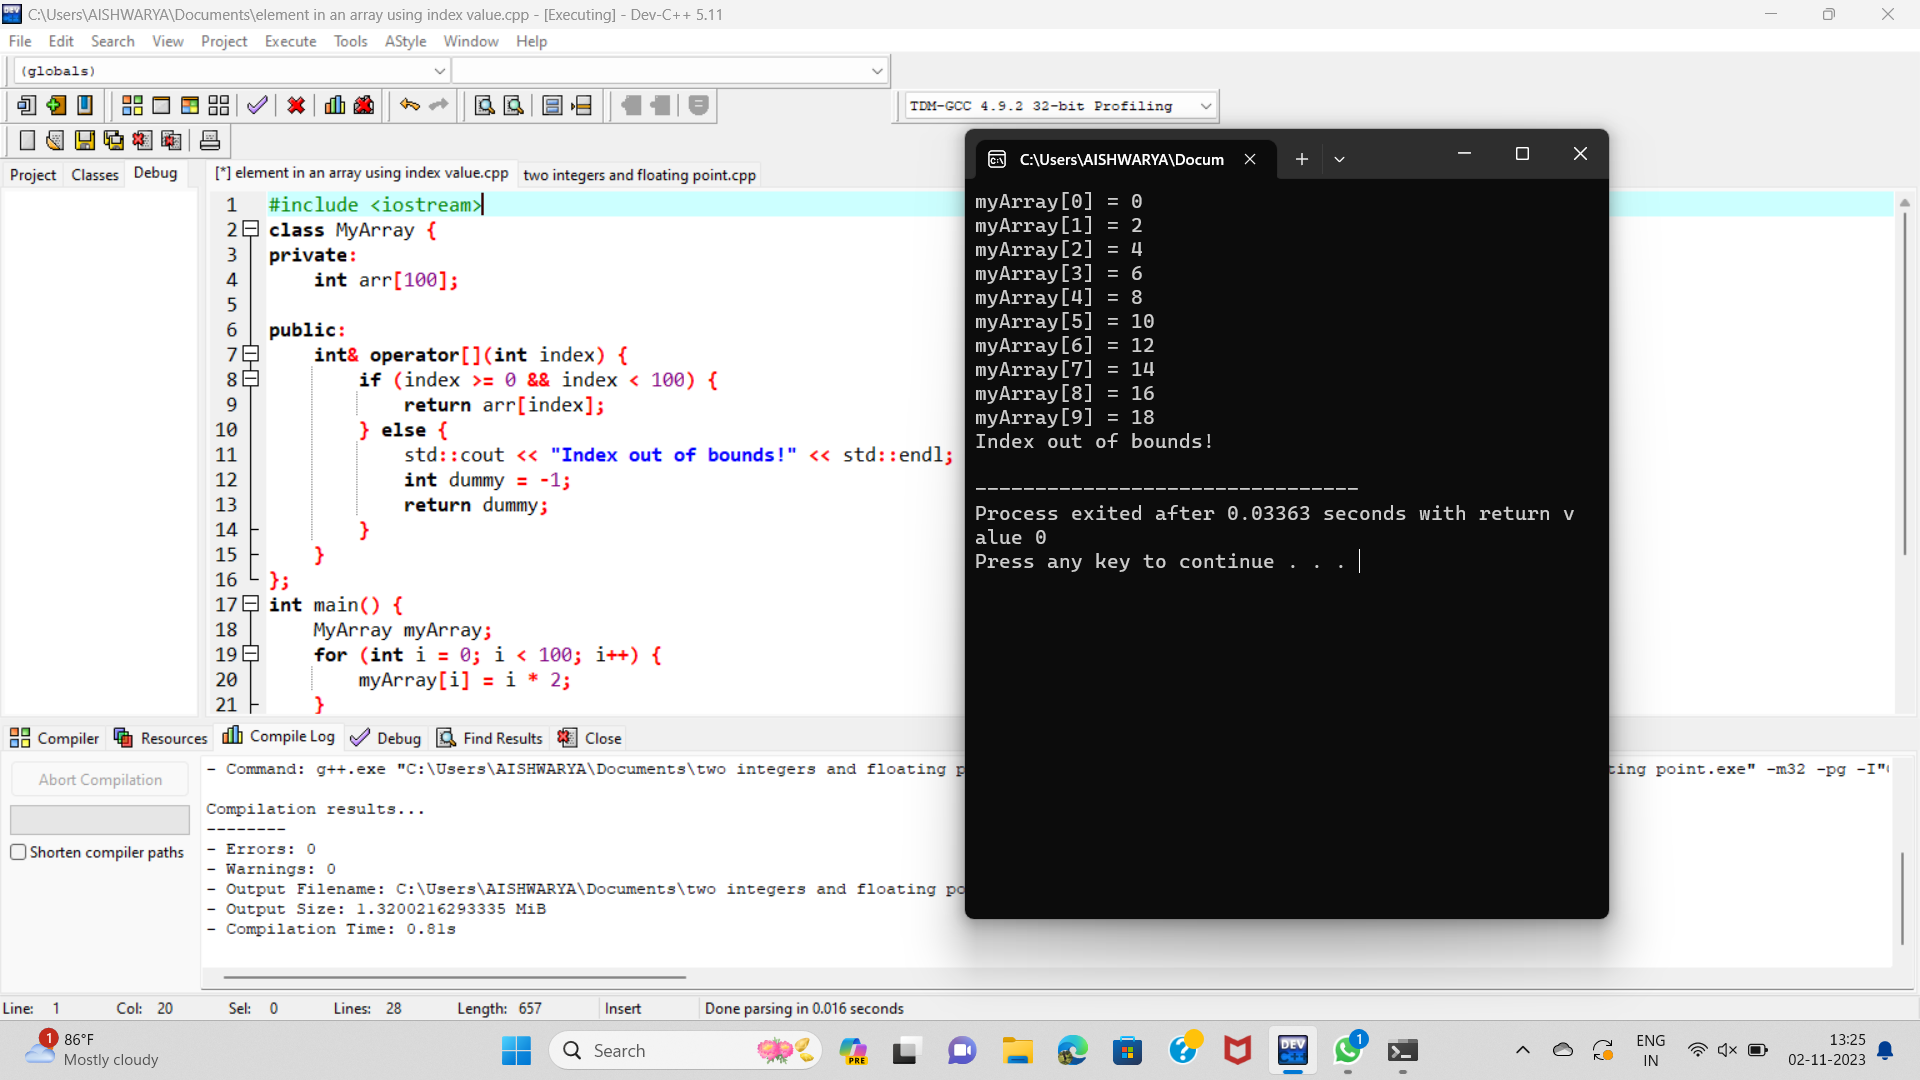 C:\Users\AISHWARYA\Documents\element in an array using index value.cpp - [Executing] - Dev-C++ 5.11
File Edit Search View Project Execute Tools AStyle Window Help
(globals)
TDM-GCC 4.9.2 32-bit Profiling
Project Classes Debug
[*] element in an array using index value.cpp two integers and floating point.cpp
1 #include <iostream>
2 class MyArray {
3 private:
4 int arr[100];
5
6 public:
7 int& operator[](int index) {
8 if (index >= 0 && index < 100) {
9 return arr[index];
10 } else {
11 std::cout << "Index out of bounds!" << std::endl;
12 int dummy = -1;
13 return dummy;
14 }
15 }
16 };
17 int main() {
18 MyArray myArray;
19 for (int i = 0; i < 100; i++) {
20 myArray[i] = i * 2;
21 }
C:\Users\AISHWARYA\Docum
myArray[0] = 0
myArray[1] = 2
myArray[2] = 4
myArray[3] = 6
myArray[4] = 8
myArray[5] = 10
myArray[6] = 12
myArray[7] = 14
myArray[8] = 16
myArray[9] = 18
Index out of bounds!
--------------------------------
Process exited after 0.03363 seconds with return v
alue 0
Press any key to continue . . .
Compiler Resources Compile Log Debug Find Results Close
Abort Compilation
Shorten compiler paths
- Command: g++.exe "C:\Users\AISHWARYA\Documents\two integers and floating p
ting point.exe" -m32 -pg -I"
Compilation results...
--------
- Errors: 0
- Warnings: 0
- Output Filename: C:\Users\AISHWARYA\Documents\two integers and floating po
- Output Size: 1.3200216293335 MiB
- Compilation Time: 0.81s
Line: 1 Col: 20 Sel: 0 Lines: 28 Length: 657 Insert Done parsing in 0.016 seconds
1
86°F
Mostly cloudy
Search
PRE
DEV
C++
1
ENG
IN
13:25
02-11-2023